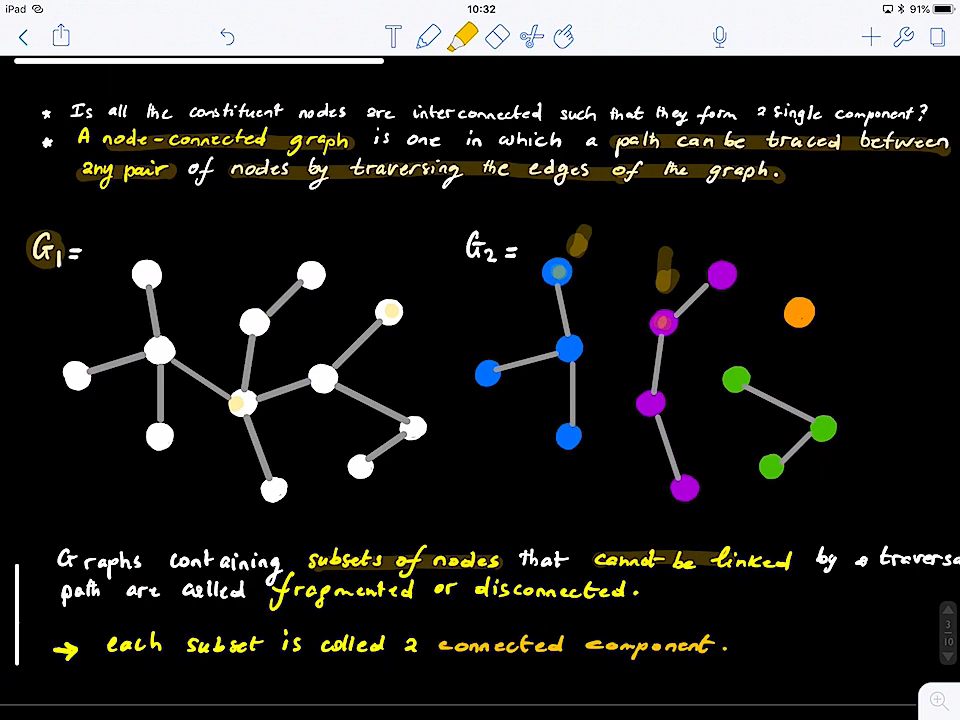 iPad
10:32
91%
T
* Is all the constituent nodes are interconnected such that they form a single component?
* A node-connected graph is one in which a path can be traced between
any pair of nodes by traversing the edges of the graph.
G1 =
G2 =
Graphs containing subsets of nodes that cannot be linked by a traversa
path are called fragmented or disconnected.
→ each subset is called a connected component.
3
10